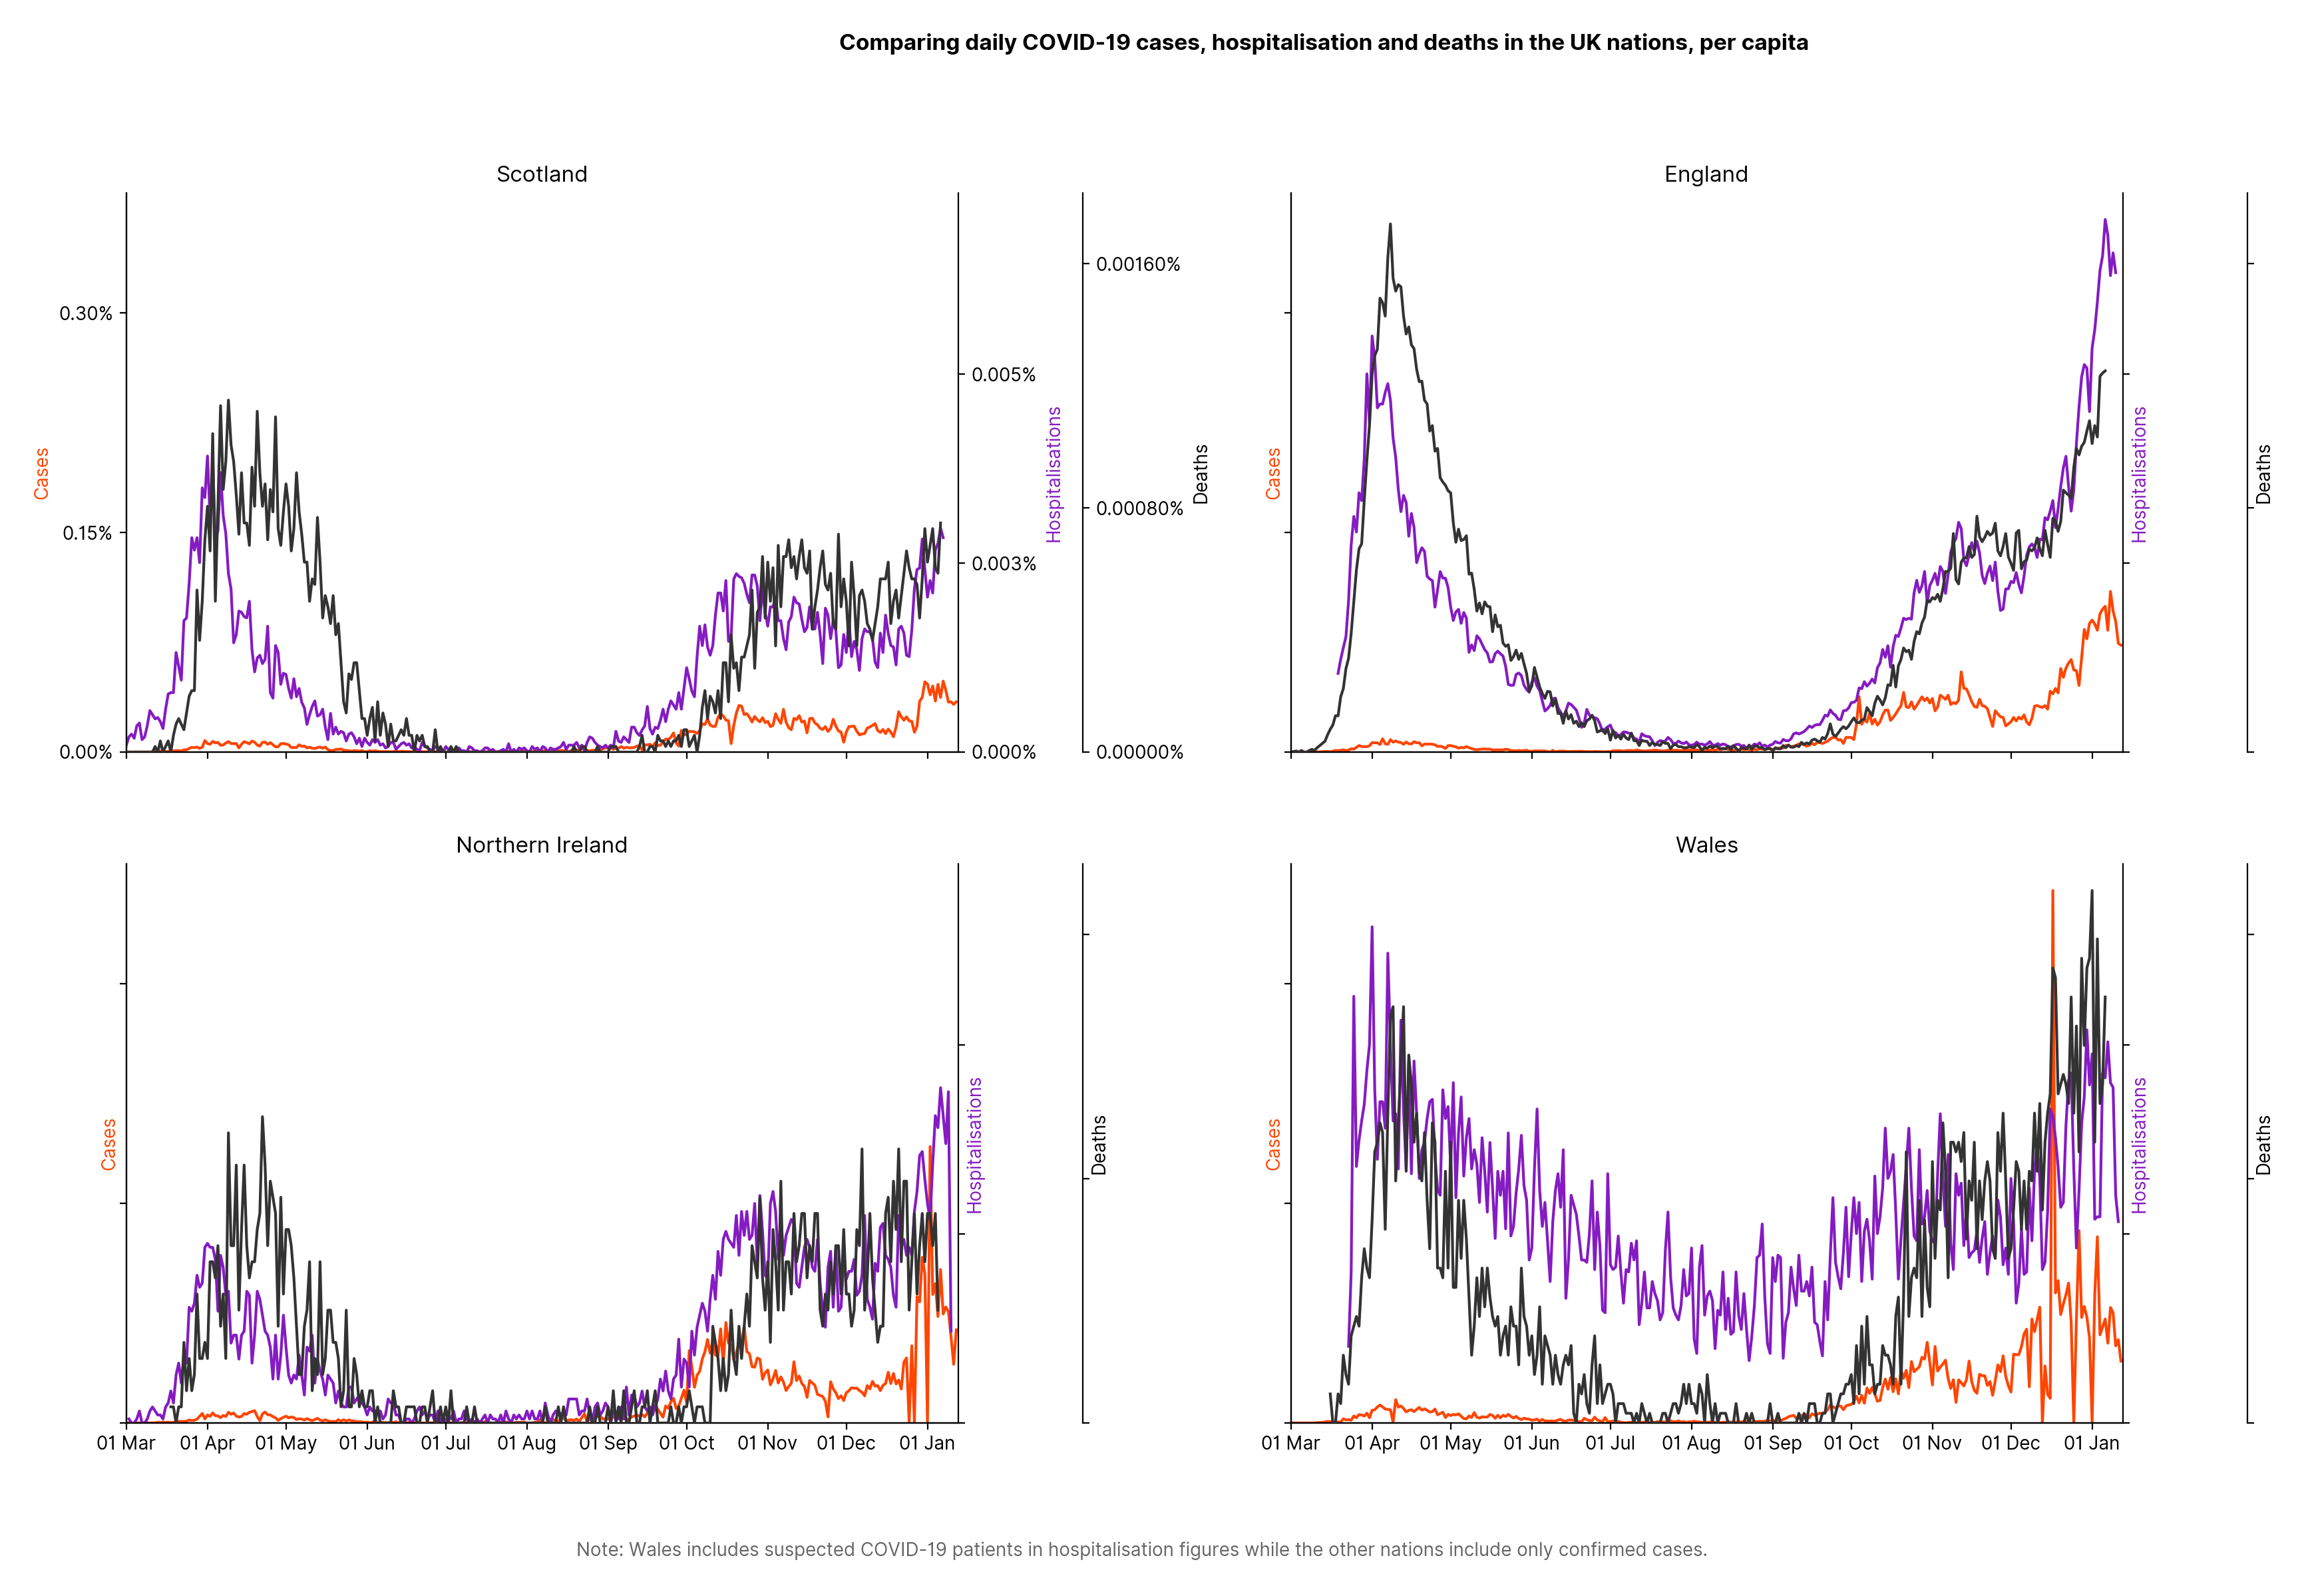 Comparing daily COVID-19 cases, hospitalisation and deaths in the UK nations, per capita
Scotland
England
0.30%
0.15%
0.00%
Cases
0.005%
0.003%
0.000%
Hospitalisations
0.00160%
0.00080%
0.00000%
Deaths
Cases
Hospitalisations
Deaths
Northern Ireland
Wales
Cases
Hospitalisations
Deaths
Cases
Hospitalisations
Deaths
01 Mar 01 Apr 01 May 01 Jun 01 Jul 01 Aug 01 Sep 01 Oct 01 Nov 01 Dec 01 Jan
01 Mar 01 Apr 01 May 01 Jun 01 Jul 01 Aug 01 Sep 01 Oct 01 Nov 01 Dec 01 Jan
Note: Wales includes suspected COVID-19 patients in hospitalisation figures while the other nations include only confirmed cases.